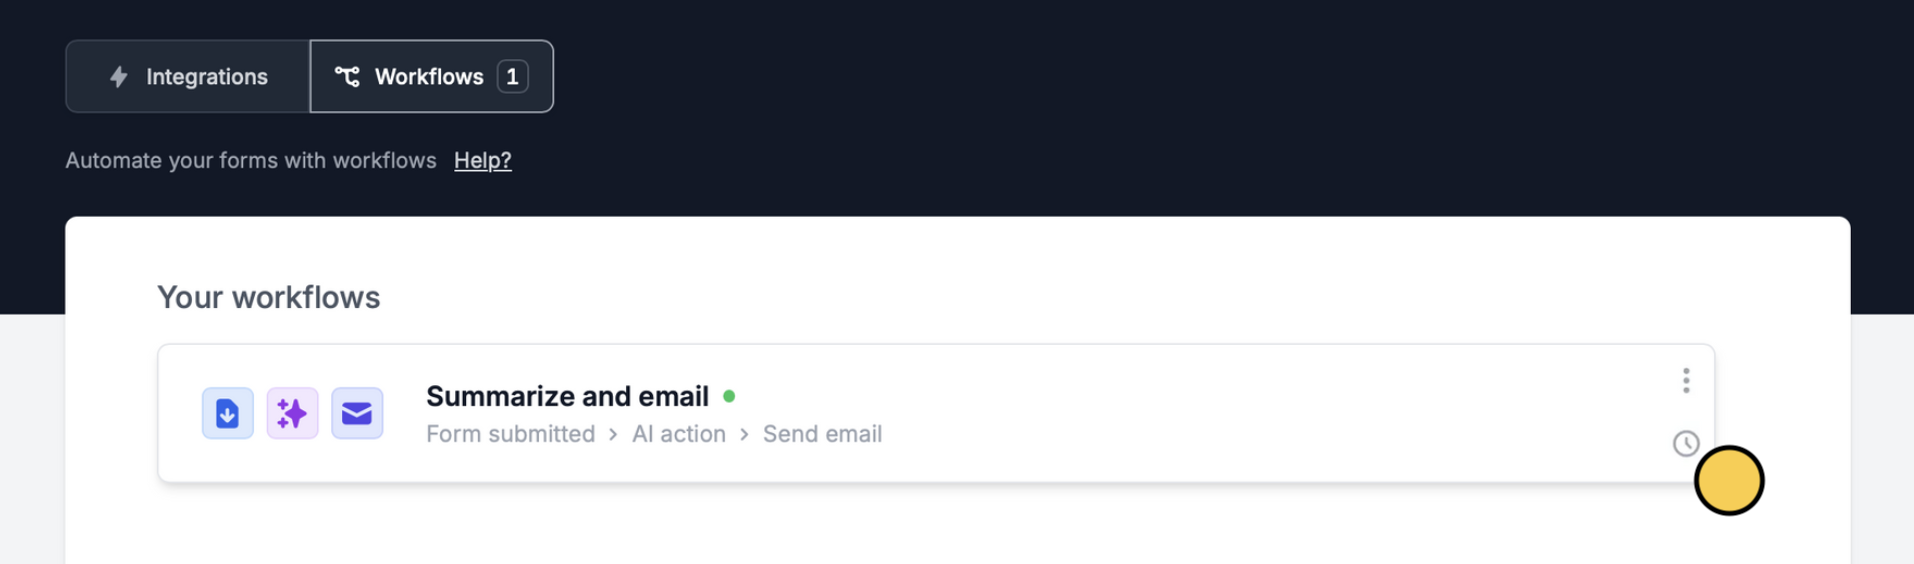 Integrations
Workflows 1
Automate your forms with workflows Help?
Your workflows
Summarize and email
Form submitted > AI action > Send email